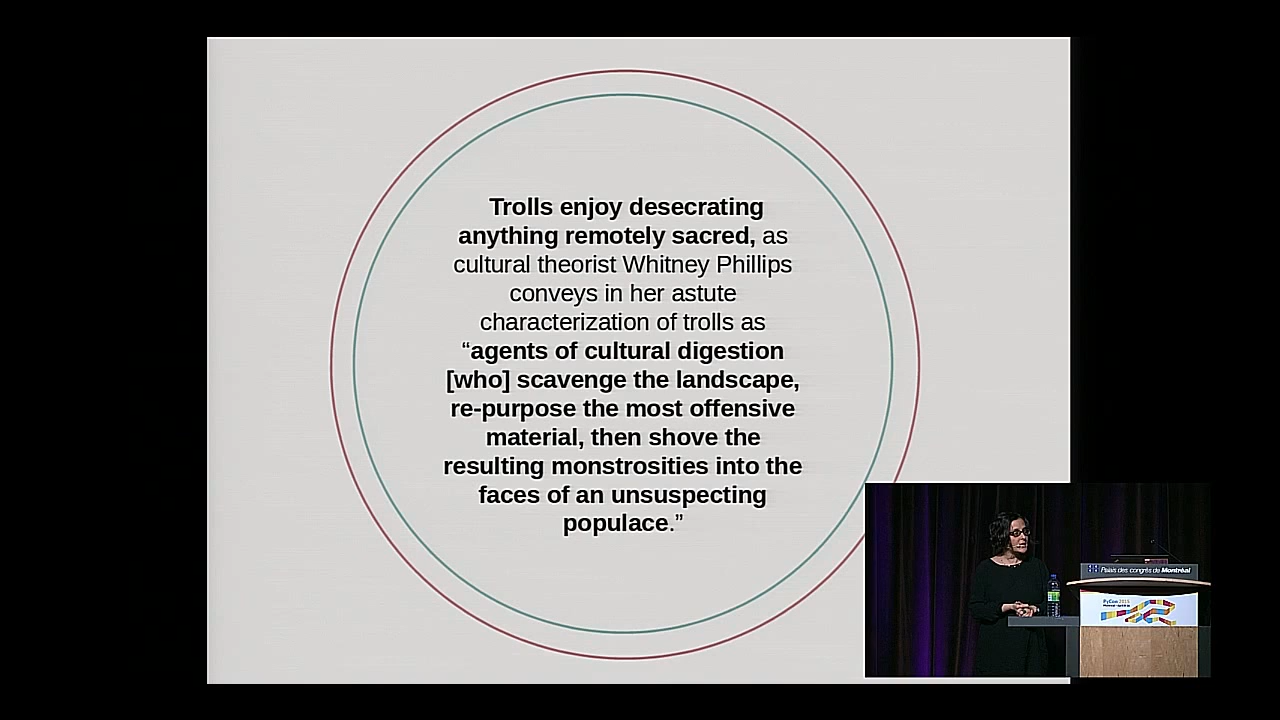 Trolls enjoy desecrating
anything remotely sacred, as
cultural theorist Whitney Phillips
conveys in her astute
characterization of trolls as
“agents of cultural digestion
[who] scavenge the landscape,
re-purpose the most offensive
material, then shove the
resulting monstrosities into the
faces of an unsuspecting
populace.”
Palais des congrès de Montréal
PyCon 2015